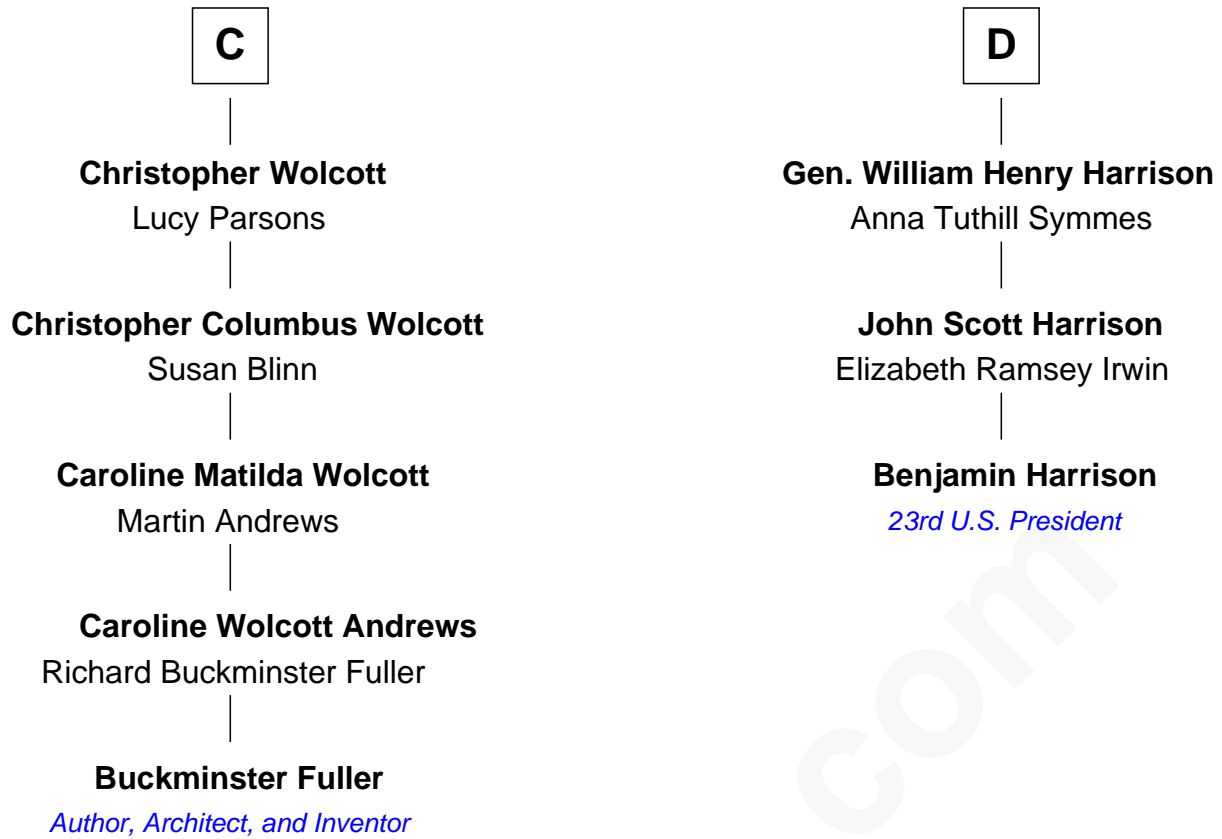 C
Christopher Wolcott
Lucy Parsons
Christopher Columbus Wolcott
Susan Blinn
Caroline Matilda Wolcott
Martin Andrews
Caroline Wolcott Andrews
Richard Buckminster Fuller
Buckminster Fuller
Author, Architect, and Inventor
D
Gen. William Henry Harrison
Anna Tuthill Symmes
John Scott Harrison
Elizabeth Ramsey Irwin
Benjamin Harrison
23rd U.S. President
com